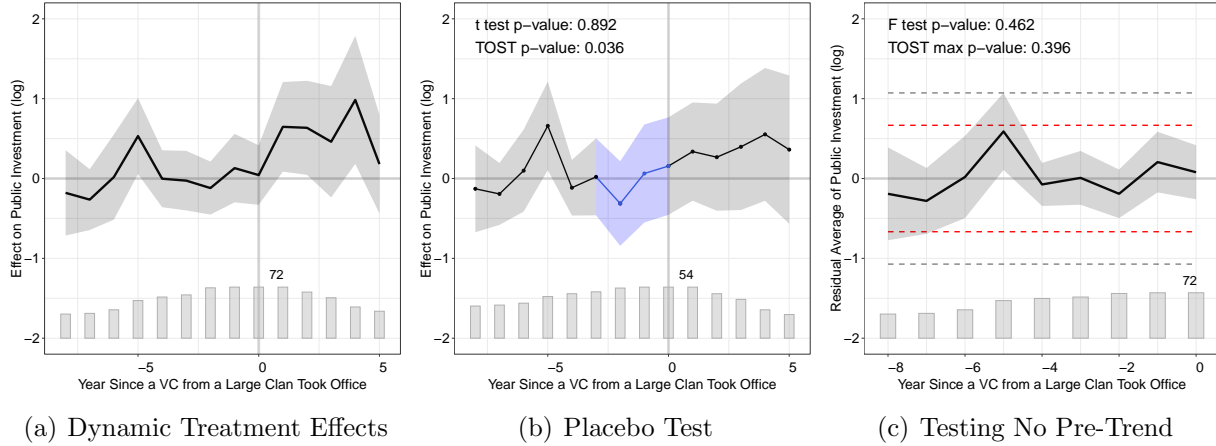 Effect on Public Investment (log)
2
1
0
−1
−2
72
−5
0
5
Year Since a VC from a Large Clan Took Office
(a) Dynamic Treatment Effects
Effect on Public Investment (log)
t test p−value: 0.892
TOST p−value: 0.036
2
1
0
−1
−2
54
−5
0
5
Year Since a VC from a Large Clan Took Office
(b) Placebo Test
Residual Average of Public Investment (log)
F test p−value: 0.462
TOST max p−value: 0.396
2
1
0
−1
−2
72
−8
−6
−4
−2
0
Year Since a VC from a Large Clan Took Office
(c) Testing No Pre-Trend